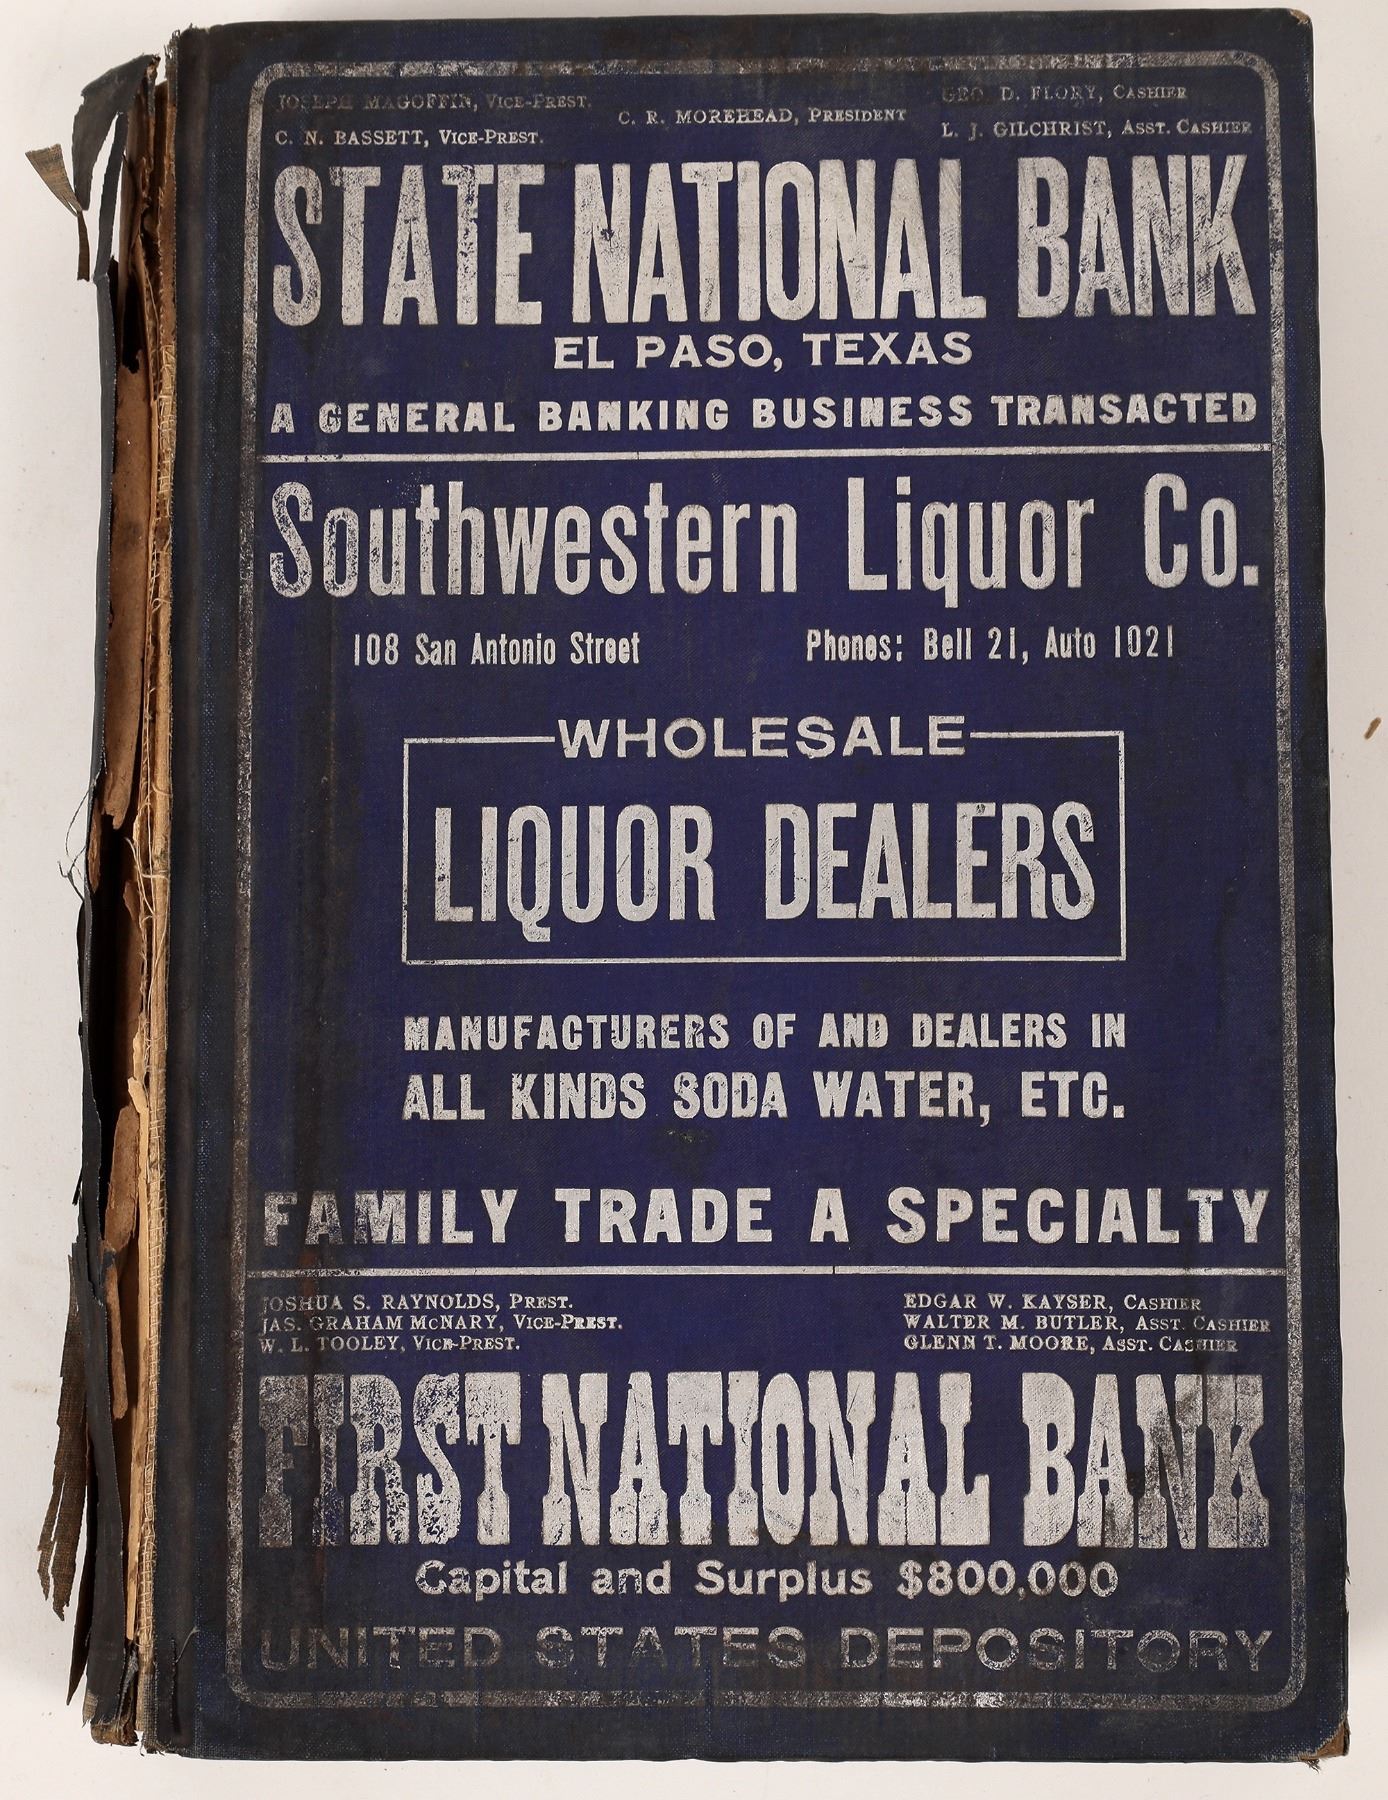 JOSEPH MAGOFFIN, VICE-PREST.
C. N. BASSETT, VICE-PREST.
C. R. MOREHEAD, PRESIDENT
GEO. D. FLORY, CASHIER
L. J. GILCHRIST, ASST. CASHIER
STATE NATIONAL BANK
EL PASO, TEXAS
A GENERAL BANKING BUSINESS TRANSACTED
Southwestern Liquor Co.
108 San Antonio Street
Phones: Bell 21, Auto 1021
WHOLESALE
LIQUOR DEALERS
MANUFACTURERS OF AND DEALERS IN
ALL KINDS SODA WATER, ETC.
FAMILY TRADE A SPECIALTY
JOSHUA S. RAYNOLDS, PREST.
JAS. GRAHAM McNARY, VICE-PREST.
W. L. TOOLEY, VICE-PREST.
EDGAR W. KAYSER, CASHIER
WALTER M. BUTLER, ASST. CASHIER
GLENN T. MOORE, ASST. CASHIER
FIRST NATIONAL BANK
Capital and Surplus $800,000
UNITED STATES DEPOSITORY